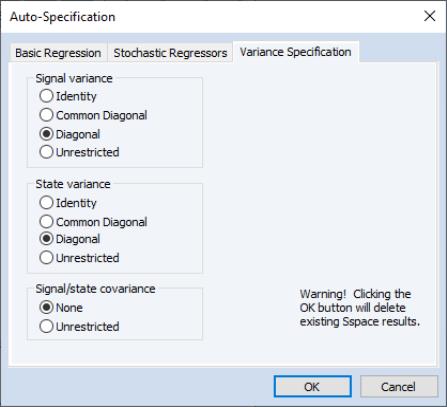 Auto-Specification
Basic Regression Stochastic Regressors Variance Specification
Signal variance
Identity
Common Diagonal
Diagonal
Unrestricted
State variance
Identity
Common Diagonal
Diagonal
Unrestricted
Signal/state covariance
None
Unrestricted
Warning! Clicking the
OK button will delete
existing Sspace results.
OK Cancel